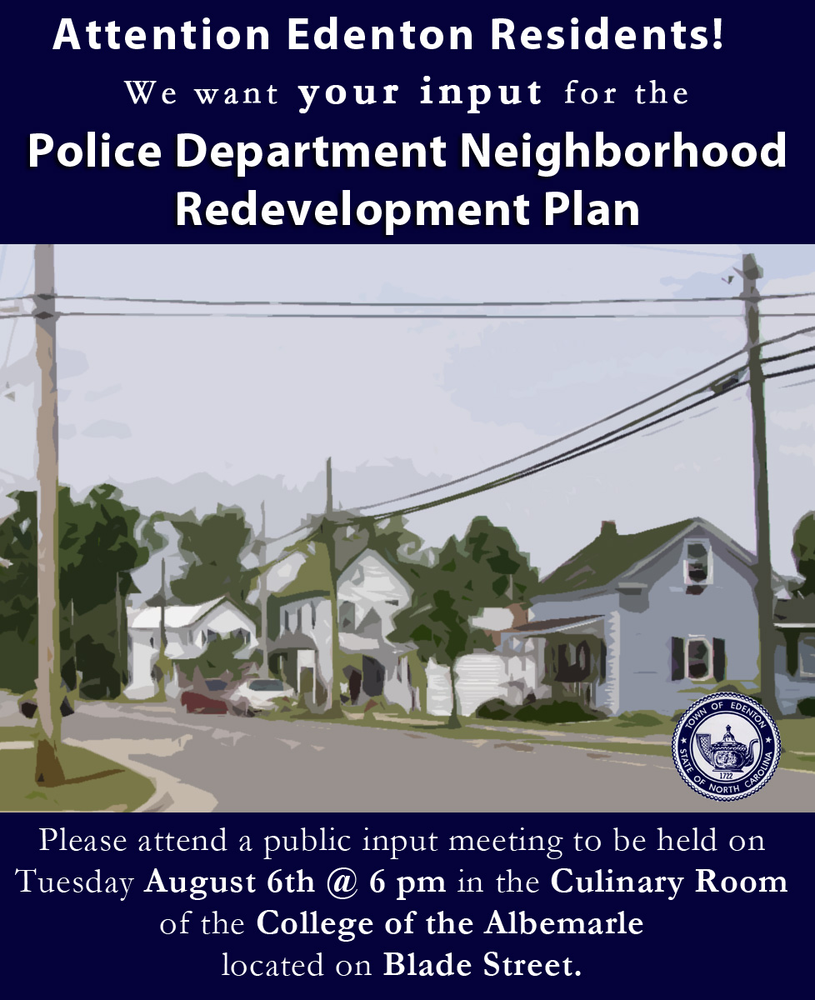 Attention Edenton Residents!
We want your input for the
Police Department Neighborhood
Redevelopment Plan
TOWN OF EDENTON
1722
STATE OF NORTH CAROLINA
Please attend a public input meeting to be held on
Tuesday August 6th @ 6 pm in the Culinary Room
of the College of the Albemarle
located on Blade Street.